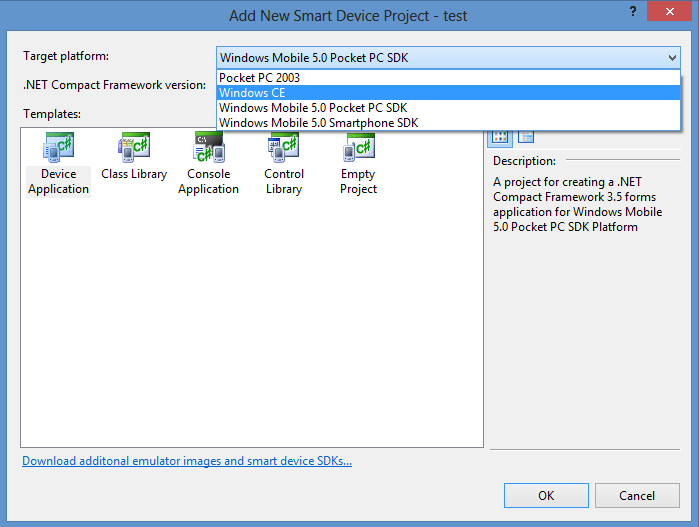 Add New Smart Device Project - test
?
Target platform:
Windows Mobile 5.0 Pocket PC SDK
Pocket PC 2003
Windows CE
Windows Mobile 5.0 Pocket PC SDK
Windows Mobile 5.0 Smartphone SDK
.NET Compact Framework version:
Templates:
Device Application
Class Library
Console Application
Control Library
Empty Project
Description:
A project for creating a .NET
Compact Framework 3.5 forms
application for Windows Mobile
5.0 Pocket PC SDK Platform
Download additonal emulator images and smart device SDKs...
OK
Cancel